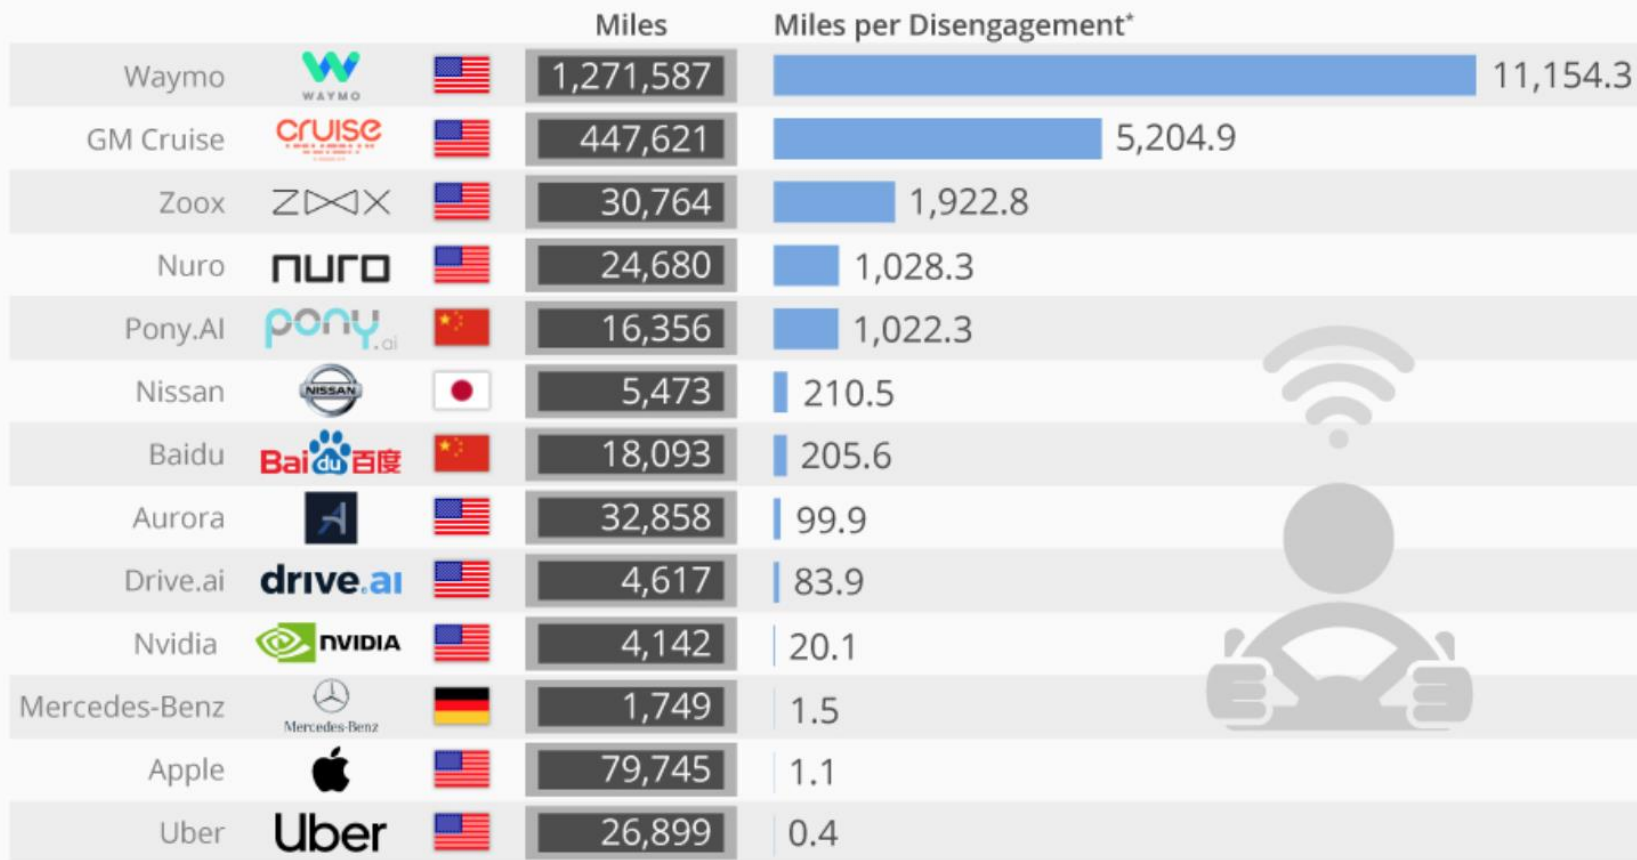 Miles Miles per Disengagement*
Waymo WAYMO 1,271,587 11,154.3
GM Cruise cruise 447,621 5,204.9
Zoox ZOOX 30,764 1,922.8
Nuro nuro 24,680 1,028.3
Pony.AI pony.ai 16,356 1,022.3
Nissan NISSAN 5,473 210.5
Baidu Bai du 百度 18,093 205.6
Aurora 32,858 99.9
Drive.ai drive.ai 4,617 83.9
Nvidia NVIDIA 4,142 20.1
Mercedes-Benz Mercedes-Benz 1,749 1.5
Apple 79,745 1.1
Uber Uber 26,899 0.4